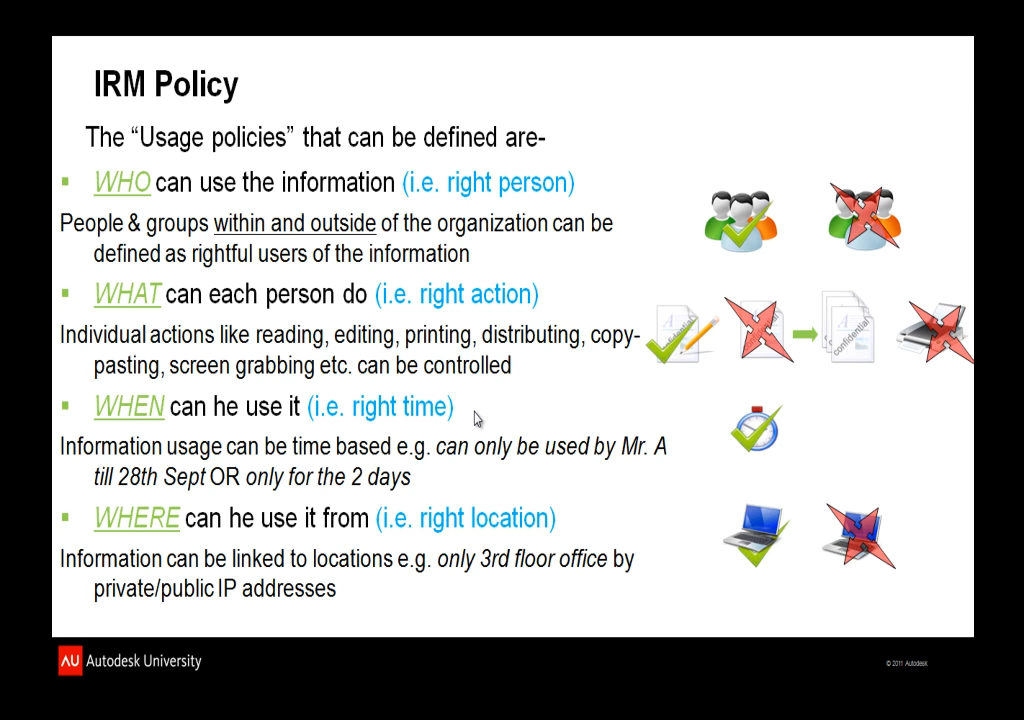 IRM Policy
The “Usage policies” that can be defined are-
▪ WHO can use the information (i.e. right person)
People & groups within and outside of the organization can be
defined as rightful users of the information
▪ WHAT can each person do (i.e. right action)
Individual actions like reading, editing, printing, distributing, copy-
pasting, screen grabbing etc. can be controlled
▪ WHEN can he use it (i.e. right time)
Information usage can be time based e.g. can only be used by Mr. A
till 28th Sept OR only for the 2 days
▪ WHERE can he use it from (i.e. right location)
Information can be linked to locations e.g. only 3rd floor office by
private/public IP addresses
confidential
AU Autodesk University
© 2011 Autodesk